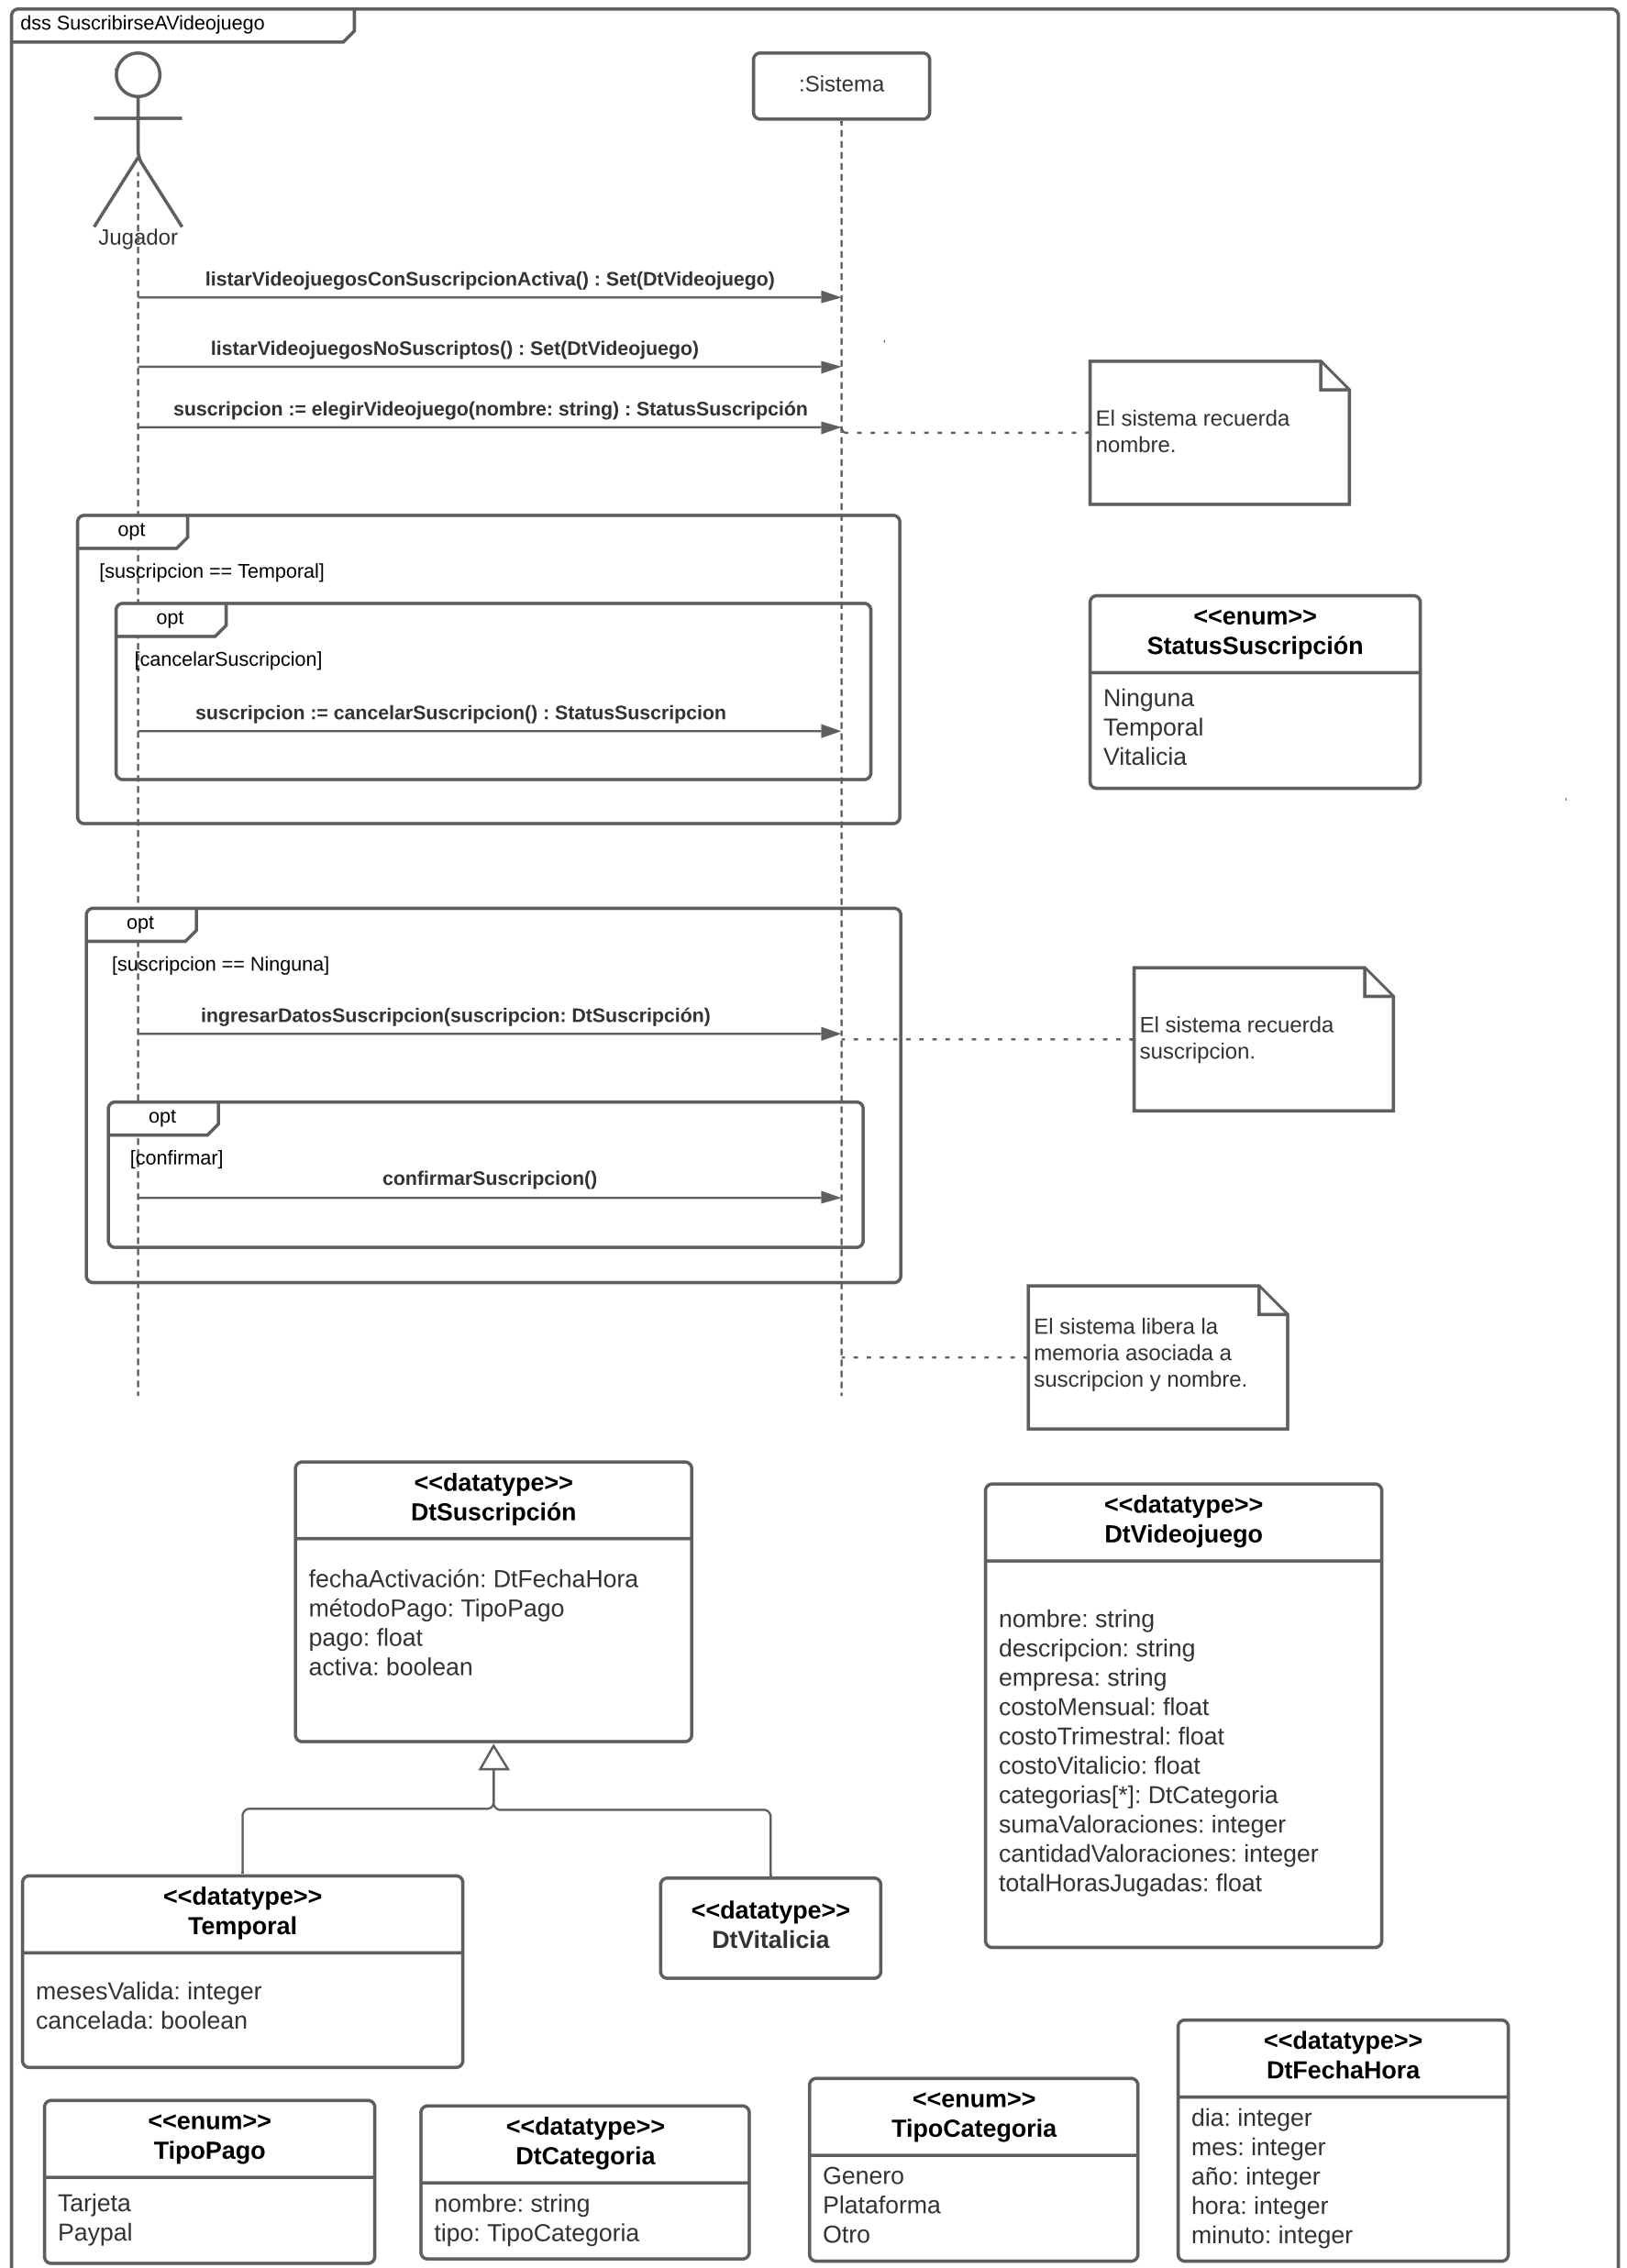 dss SuscribirseAVideojuego
:Sistema
Jugador
listarVideojuegosConSuscripcionActiva() : Set(DtVideojuego)
listarVideojuegosNoSuscriptos() : Set(DtVideojuego)
suscripcion := elegirVideojuego(nombre: string) : StatusSuscripción
El sistema recuerda
nombre.
opt
[suscripcion == Temporal]
opt
[cancelarSuscripcion]
suscripcion := cancelarSuscripcion() : StatusSuscripcion
<<enum>>
StatusSuscripción
Ninguna
Temporal
Vitalicia
opt
[suscripcion == Ninguna]
ingresarDatosSuscripcion(suscripcion: DtSuscripción)
El sistema recuerda
suscripcion.
opt
[confirmar]
confirmarSuscripcion()
El sistema libera la
memoria asociada a
suscripcion y nombre.
<<datatype>>
DtSuscripción
fechaActivación: DtFechaHora
métodoPago: TipoPago
pago: float
activa: boolean
<<datatype>>
DtVideojuego
nombre: string
descripcion: string
empresa: string
costoMensual: float
costoTrimestral: float
costoVitalicio: float
categorias[*]: DtCategoria
sumaValoraciones: integer
cantidadValoraciones: integer
totalHorasJugadas: float
<<datatype>>
Temporal
mesesValida: integer
cancelada: boolean
<<datatype>>
DtVitalicia
<<enum>>
TipoPago
Tarjeta
Paypal
<<datatype>>
DtCategoria
nombre: string
tipo: TipoCategoria
<<enum>>
TipoCategoria
Genero
Plataforma
Otro
<<datatype>>
DtFechaHora
dia: integer
mes: integer
año: integer
hora: integer
minuto: integer